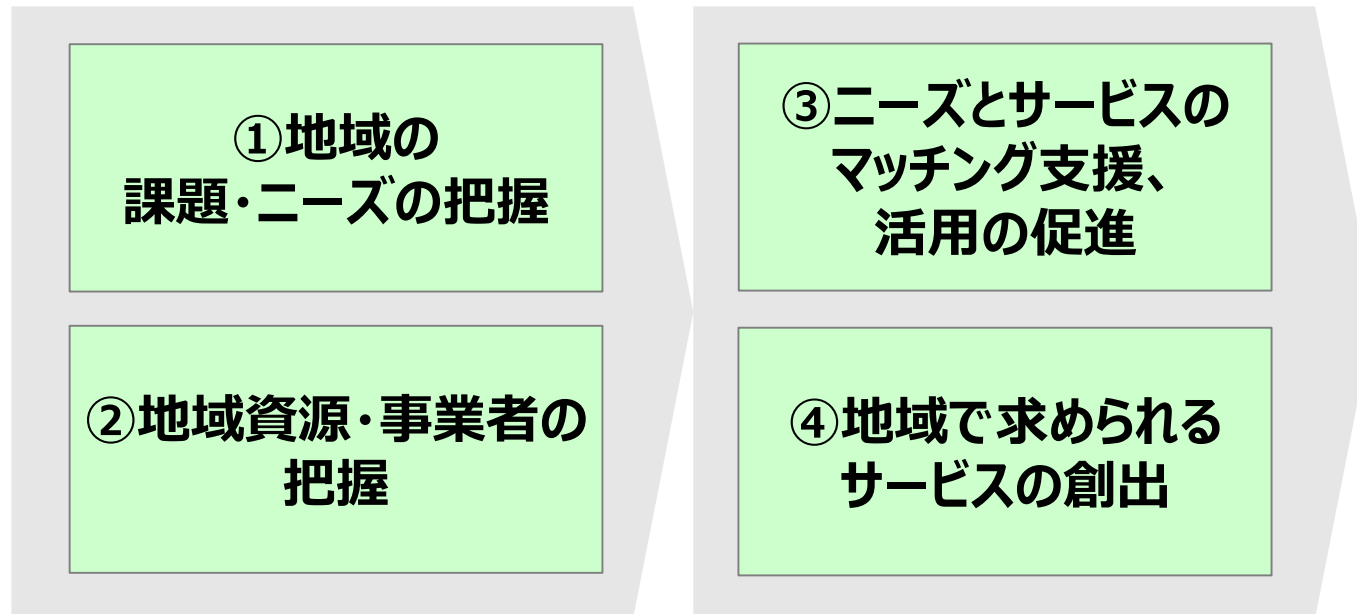 ①地域の
課題・ニーズの把握
②地域資源・事業者の
把握
③ニーズとサービスの
マッチング支援、
活用の促進
④地域で求められる
サービスの創出